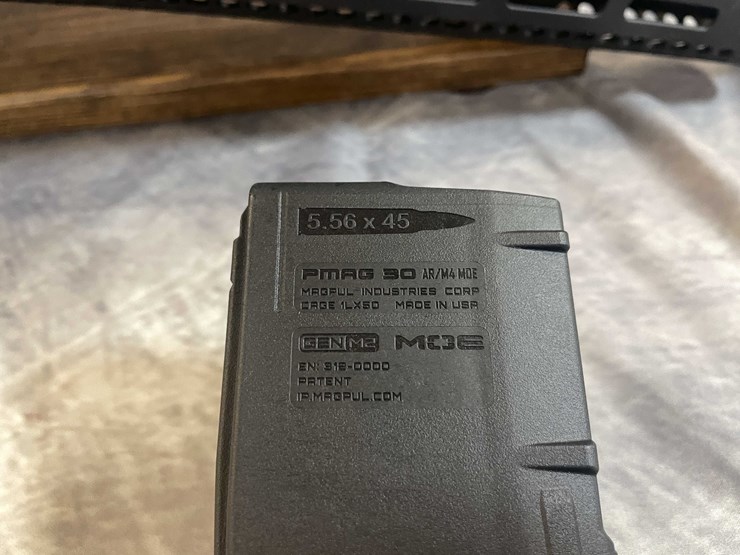 5.56 x 45
PMAG 30 AR/M4 MOE
MAGPUL INDUSTRIES CORP
CAGE 1LX50 MADE IN USA
GEN M2 MOE
EN: 315-0000
PATENT
IP.MAGPUL.COM